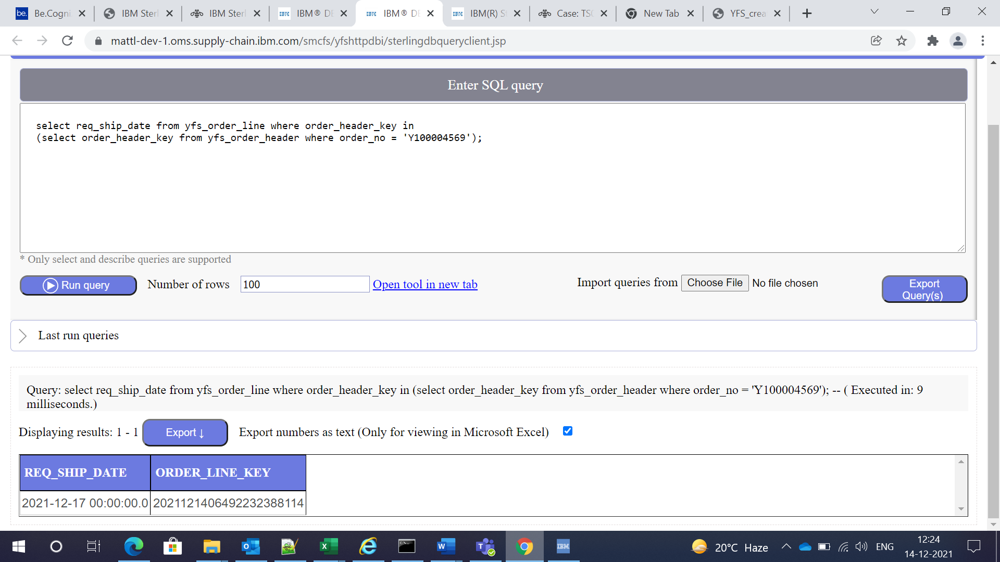 be. Be.Cogni
IBM Sterl
IBM Sterl
IBM® DB
IBM® DB
IBM(R) St
Case: TS0
New Tab
YFS_crea
mattl-dev-1.oms.supply-chain.ibm.com/smcfs/yfshttpdbi/sterlingdbqueryclient.jsp
Enter SQL query
select req_ship_date from yfs_order_line where order_header_key in
(select order_header_key from yfs_order_header where order_no = 'Y100004569');
* Only select and describe queries are supported
Run query Number of rows 100 Open tool in new tab Import queries from Choose File No file chosen Export
Query(s)
Last run queries
Query: select req_ship_date from yfs_order_line where order_header_key in (select order_header_key from yfs_order_header where order_no = 'Y100004569'); -- ( Executed in: 9
milliseconds.)
Displaying results: 1 - 1 Export ↓ Export numbers as text (Only for viewing in Microsoft Excel)
REQ_SHIP_DATE ORDER_LINE_KEY
2021-12-17 00:00:00.0 2021121406492232388114
20°C Haze ENG 12:24
14-12-2021